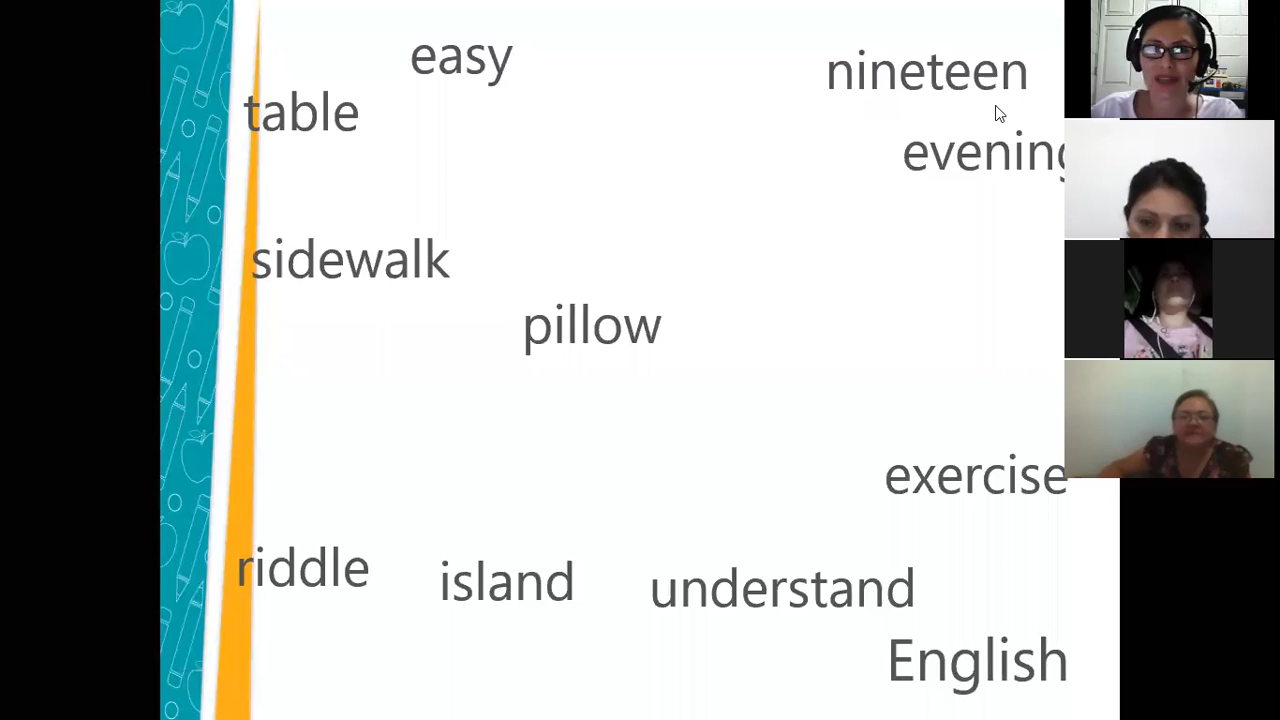 easy
nineteen
table
evening
sidewalk
pillow
exercise
riddle
island
understand
English